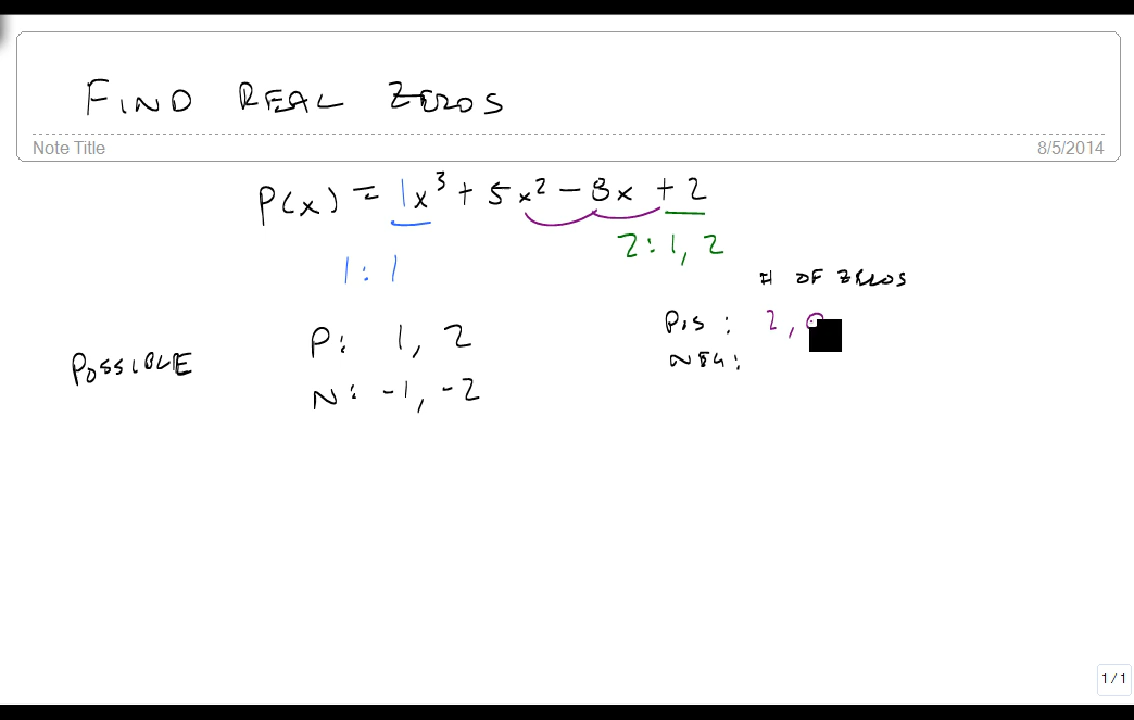 FIND REAL ZEROS
Note Title
8/5/2014
P(x) = 1x³ + 5x² - 8x + 2
1: 1
2: 1, 2
# OF ZEROS
P: 1, 2
POS: 2, 0
POSSIBLE
NEG:
N: -1, -2
1/1